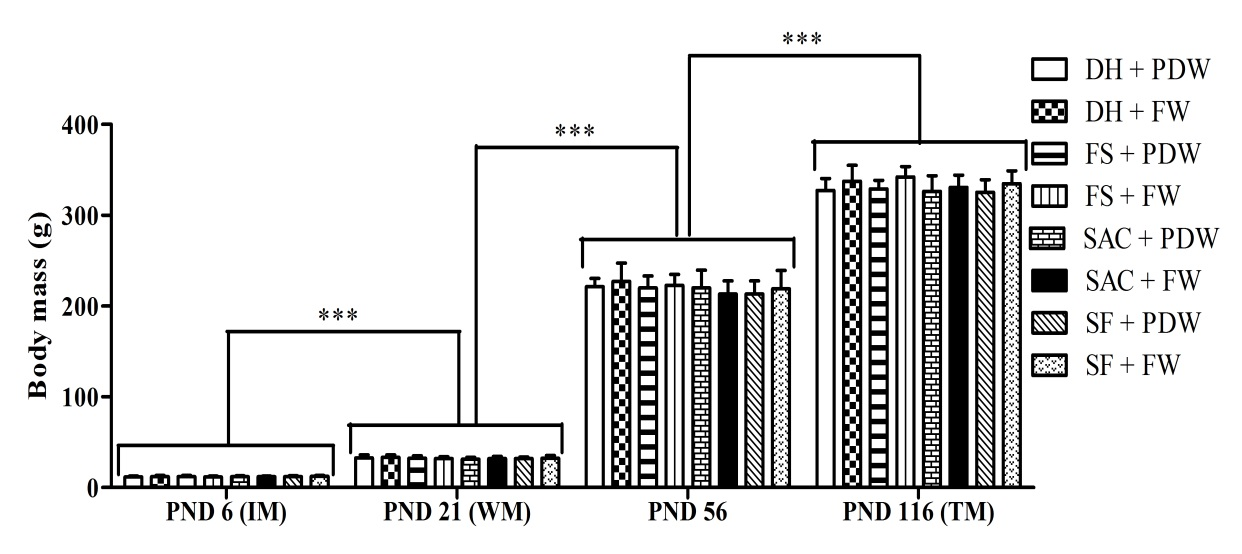 ***
DH + PDW
DH + FW
FS + PDW
FS + FW
SAC + PDW
SAC + FW
SF + PDW
SF + FW
***
***
Body mass (g)
400
300
200
100
0
PND 6 (IM)
PND 21 (WM)
PND 56
PND 116 (TM)